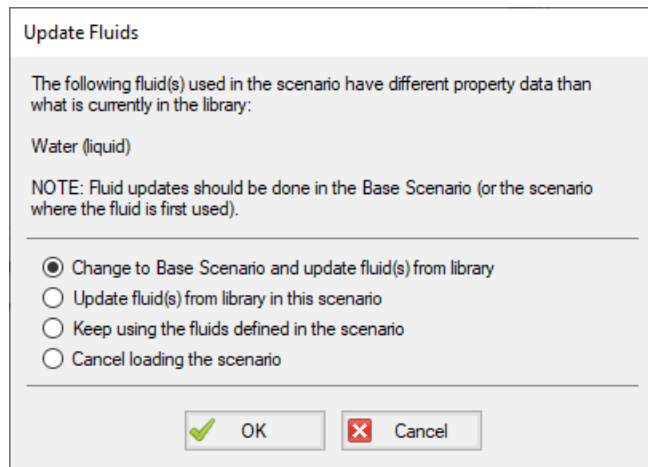 Update Fluids
The following fluid(s) used in the scenario have different property data than
what is currently in the library:
Water (liquid)
NOTE: Fluid updates should be done in the Base Scenario (or the scenario
where the fluid is first used).
Change to Base Scenario and update fluid(s) from library
Update fluid(s) from library in this scenario
Keep using the fluids defined in the scenario
Cancel loading the scenario
OK Cancel